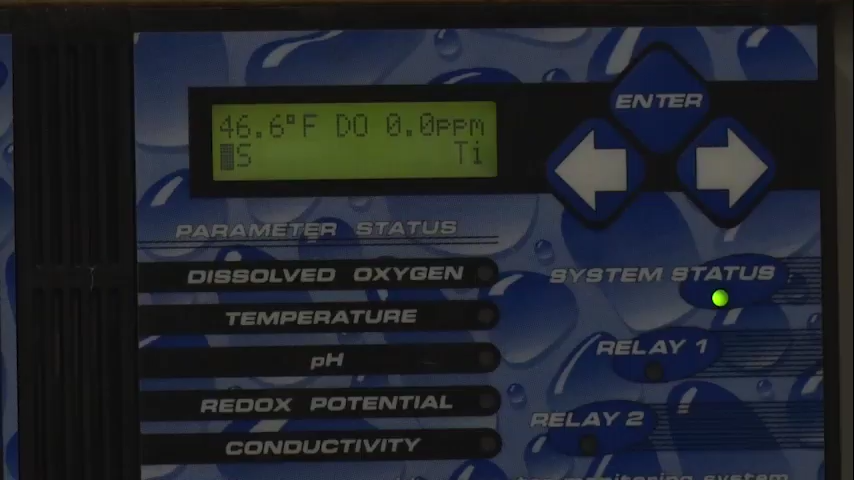 46.6°F DO 0.0ppm
S Ti
ENTER
PARAMETER STATUS
DISSOLVED OXYGEN
TEMPERATURE
pH
REDOX POTENTIAL
CONDUCTIVITY
SYSTEM STATUS
RELAY 1
RELAY 2
system